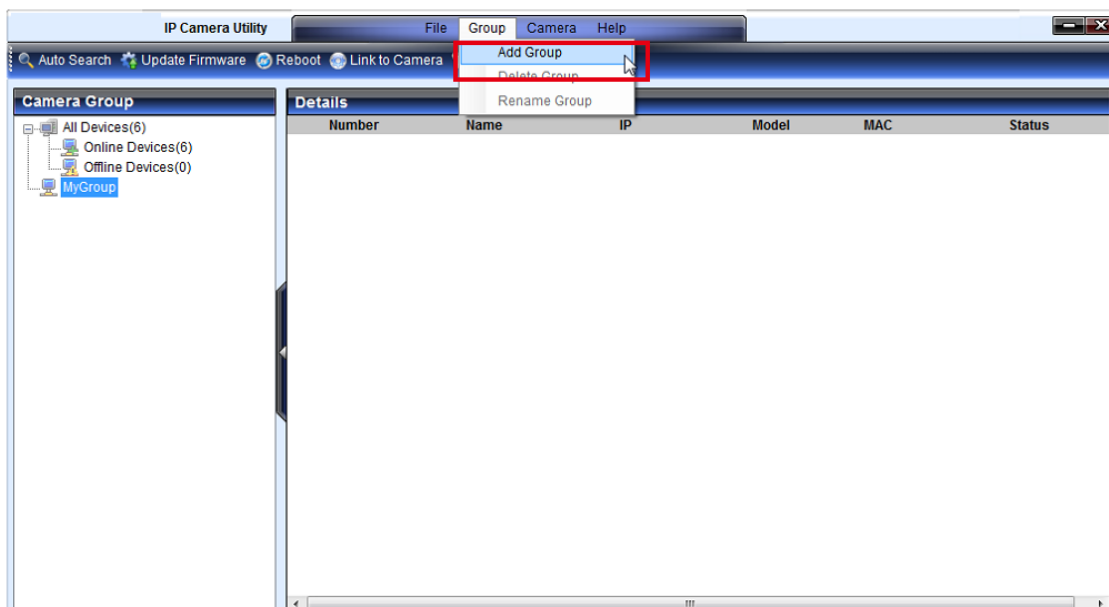 IP Camera Utility
File Group Camera Help
Auto Search Update Firmware Reboot Link to Camera
Add Group
Delete Group
Rename Group
Camera Group
Details
Number Name IP Model MAC Status
All Devices(6)
Online Devices(6)
Offline Devices(0)
MyGroup